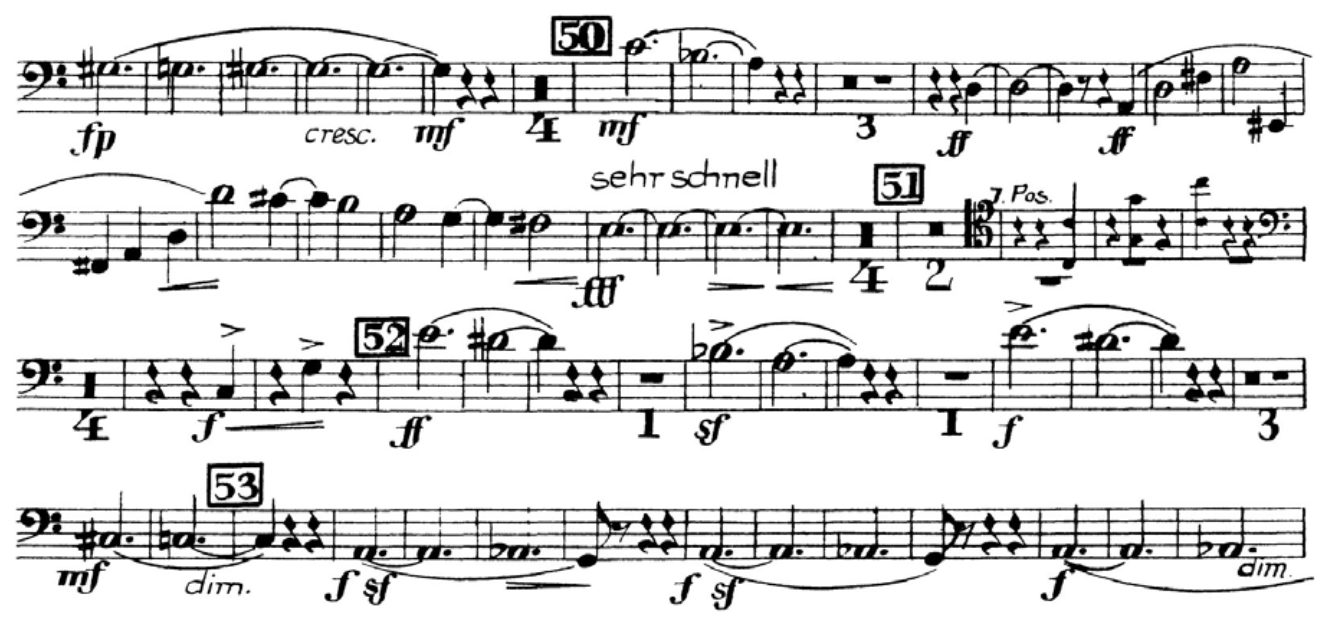 50
fp cresc. mf 4 mf 3 ff ff
sehr schnell 51
7. Pos.
fff 4 2
52
4 f ff 1 sf 1 f 3
53
mf dim. f sf f sf f dim.